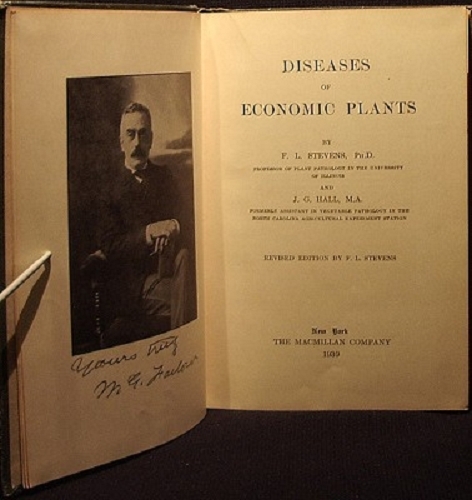 Yours truly
W. G. Farlow
DISEASES
OF
ECONOMIC PLANTS
BY
F. L. STEVENS, PH.D.
PROFESSOR OF PLANT PATHOLOGY IN THE UNIVERSITY
OF ILLINOIS
AND
J. G. HALL, M.A.
FORMERLY ASSISTANT IN VEGETABLE PATHOLOGY IN THE
NORTH CAROLINA AGRICULTURAL EXPERIMENT STATION
REVISED EDITION BY F. L. STEVENS
New York
THE MACMILLAN COMPANY